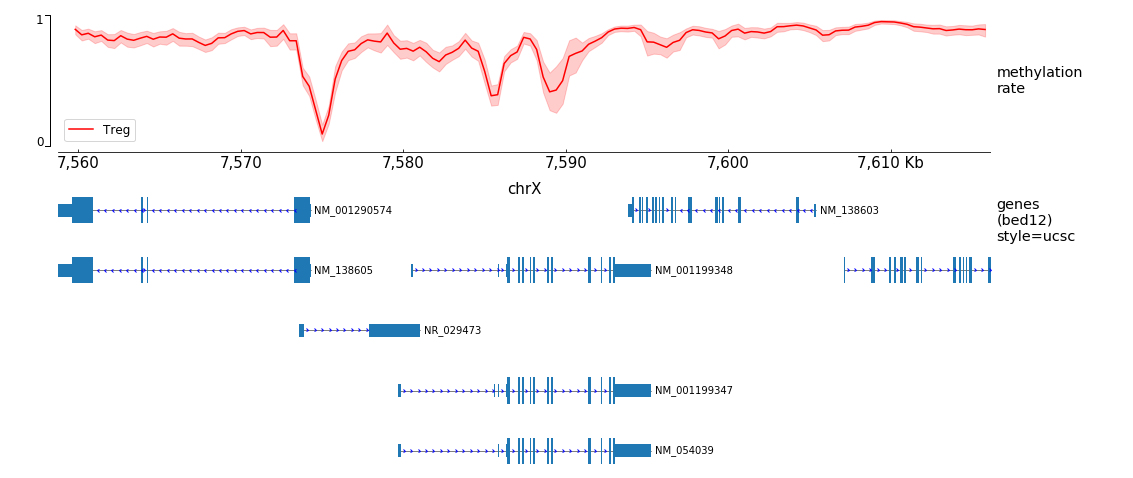 1
methylation
rate
Treg
0
7,560 7,570 7,580 7,590 7,600 7,610 Kb
chrX
NM_001290574 NM_138603
genes
(bed12)
style=ucsc
NM_138605 NM_001199348
NR_029473
NM_001199347
NM_054039